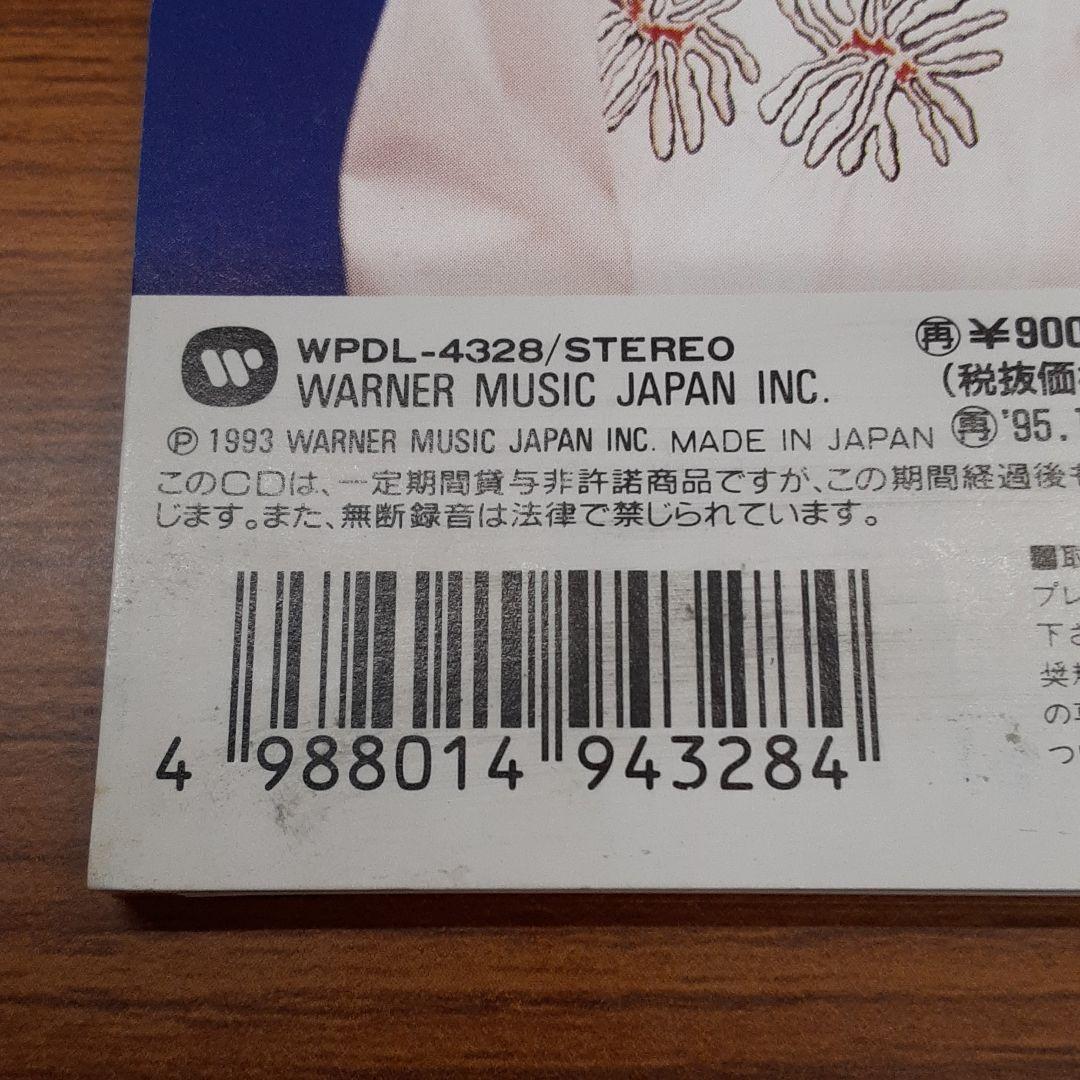 WPDL-4328/STEREO
再 ¥900
WARNER MUSIC JAPAN INC.
(税抜価
Ⓟ 1993 WARNER MUSIC JAPAN INC. MADE IN JAPAN
再 '95.
このCDは、一定期間貸与非許諾商品ですが、この期間経過後
じます。また、無断録音は法律で禁じられています。
■取
プレ
下さ
奨
の
つ
4 988014 943284